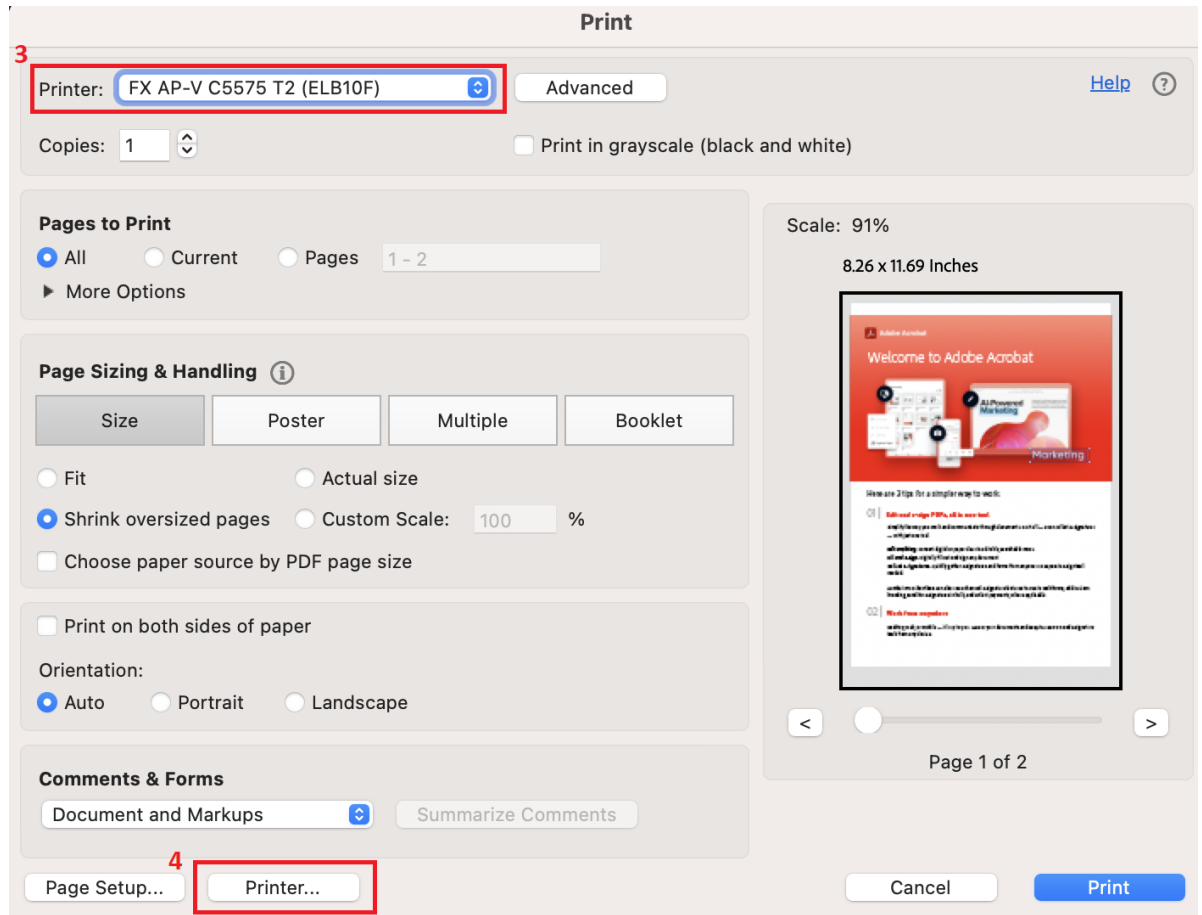 Print
3
Printer: FX AP-V C5575 T2 (ELB10F) Advanced Help ?
Copies: 1 Print in grayscale (black and white)
Pages to Print
All Current Pages 1 - 2
More Options
Page Sizing & Handling i
Size Poster Multiple Booklet
Fit Actual size
Shrink oversized pages Custom Scale: 100 %
Choose paper source by PDF page size
Print on both sides of paper
Orientation:
Auto Portrait Landscape
Comments & Forms
Document and Markups Summarize Comments
4
Page Setup... Printer...
Scale: 91%
8.26 x 11.69 Inches
Adobe Acrobat
Welcome to Adobe Acrobat
AI-Powered
Marketing
Marketing
Here are 3 tips for a simpler way to work:
01
02 Work from anywhere
< >
Page 1 of 2
Cancel Print